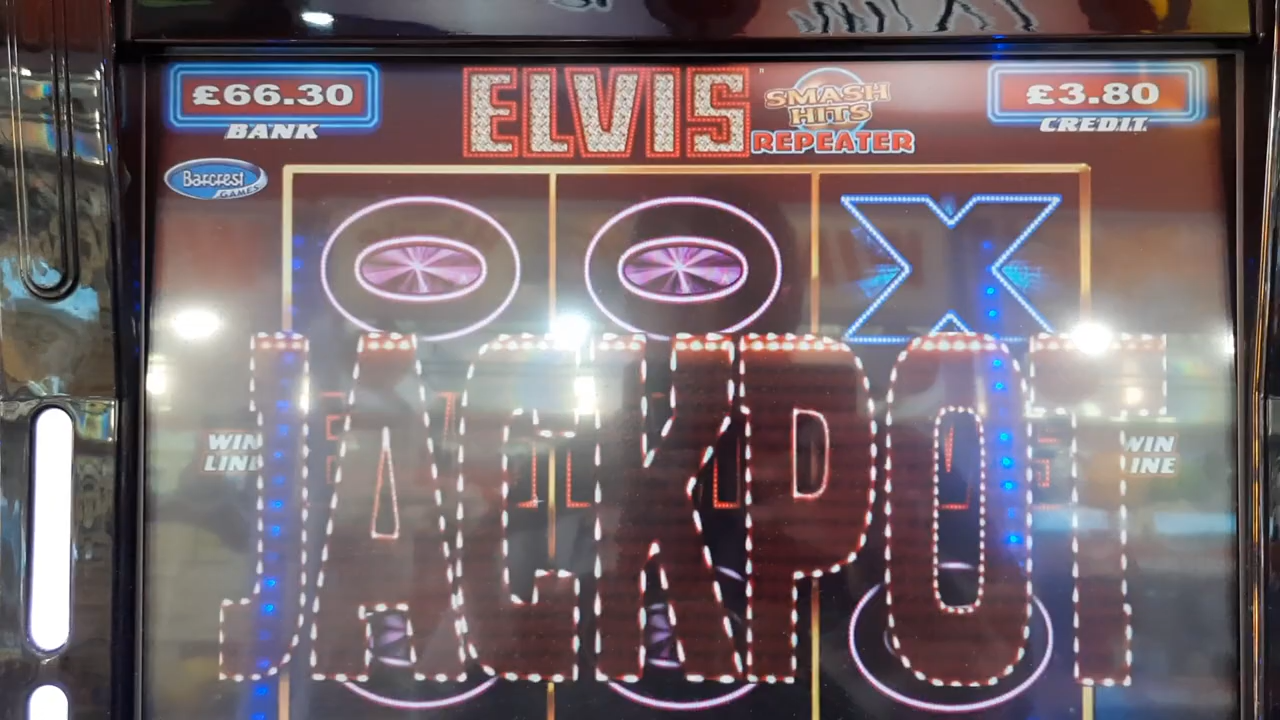 £66.30
BANK
ELVIS
SMASH
HITS
REPEATER
£3.80
CREDIT
Barcrest
GAMES
O O X
WIN
LINE
JACKPOT
WIN
LINE